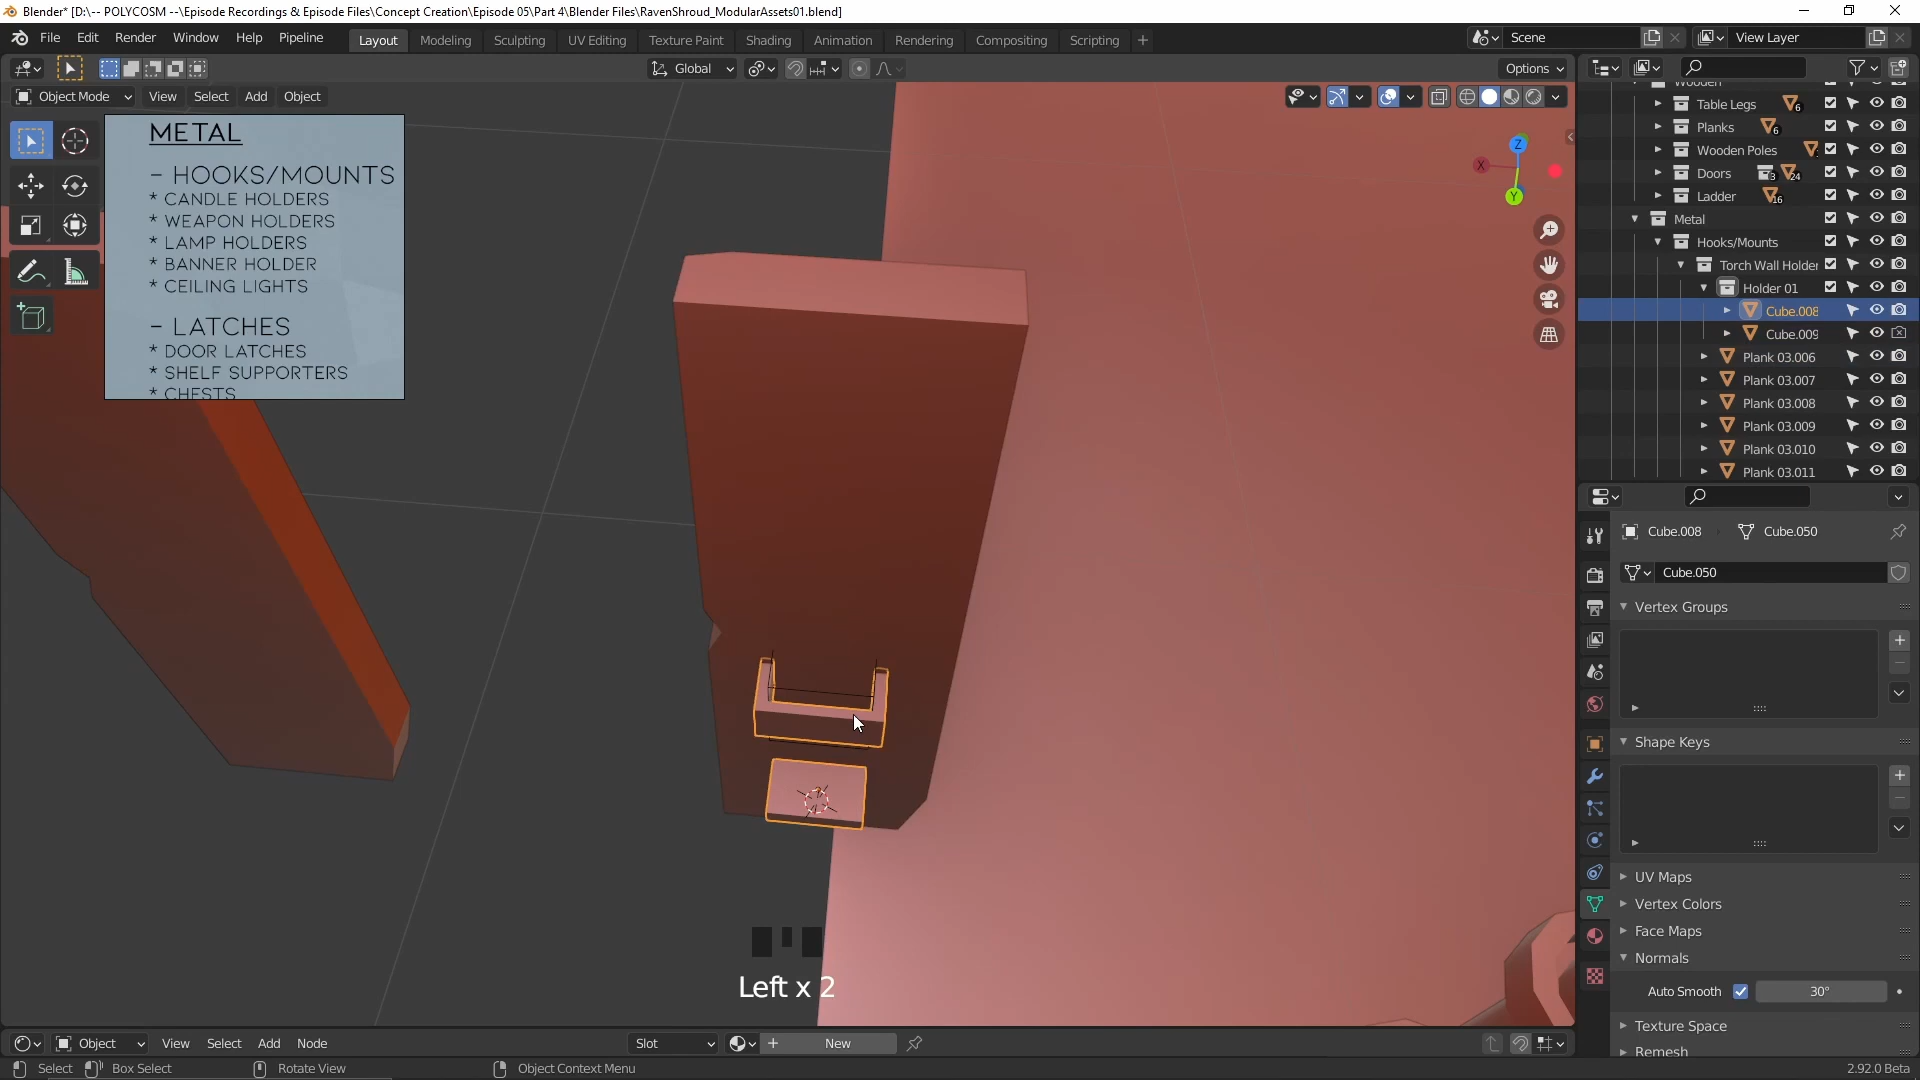 Blender* [D:\-- POLYCOSM --\Episode Recordings & Episode Files\Concept Creation\Episode 05\Part 4\Blender Files\RavenShroud_ModularAssets01.blend]
File Edit Render Window Help Pipeline Layout Modeling Sculpting UV Editing Texture Paint Shading Animation Rendering Compositing Scripting + Scene View Layer
Global Options
Object Mode View Select Add Object
METAL
- HOOKS/MOUNTS
* CANDLE HOLDERS
* WEAPON HOLDERS
* LAMP HOLDERS
* BANNER HOLDER
* CEILING LIGHTS
- LATCHES
* DOOR LATCHES
* SHELF SUPPORTERS
* CHESTS
X Y Z
Wooden
Table Legs 6
Planks 6
Wooden Poles
Doors 3 24
Ladder 16
Metal
Hooks/Mounts
Torch Wall Holder
Holder 01
Cube.008
Cube.009
Plank 03.006
Plank 03.007
Plank 03.008
Plank 03.009
Plank 03.010
Plank 03.011
Cube.008 Cube.050
Cube.050
Vertex Groups
Shape Keys
UV Maps
Vertex Colors
Face Maps
Normals
Auto Smooth 30°
Texture Space
Remesh
Left x 2
Object View Select Add Node Slot New
Select Box Select Rotate View Object Context Menu 2.92.0 Beta